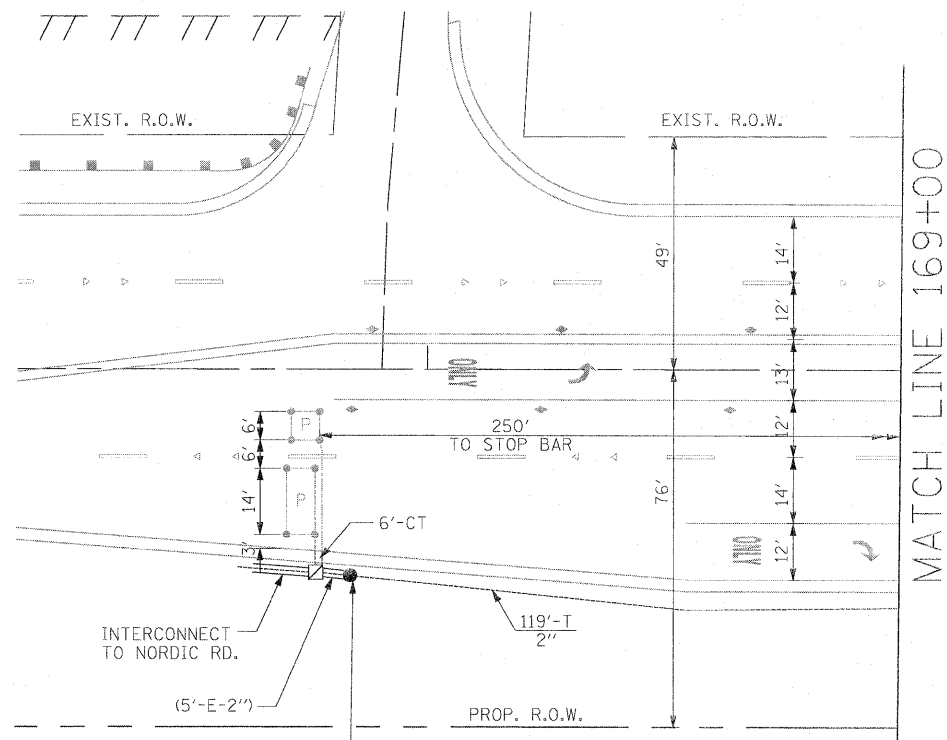 EXIST. R.O.W.
EXIST. R.O.W.
MATCH LINE 169+00
49'
14'
12'
13'
ONLY
12'
6'
P
250'
TO STOP BAR
6'
76'
14'
14'
P
6'-CT
3'
12'
ONLY
INTERCONNECT
TO NORDIC RD.
119'-T
2"
(5'-E-2")
PROP. R.O.W.